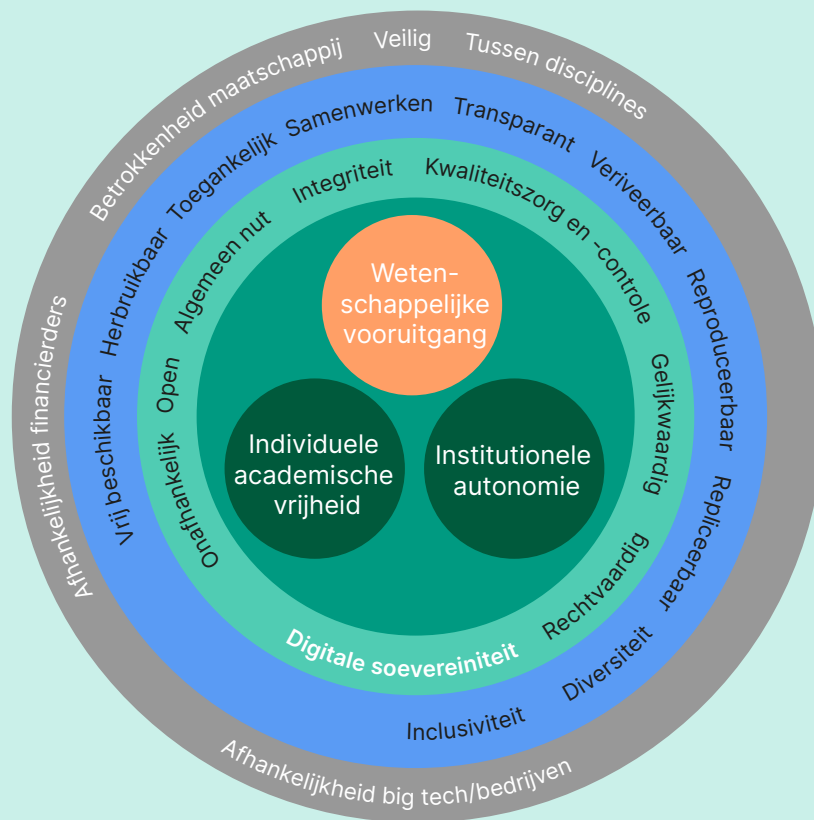 Betrokkenheid maatschappij
Veilig
Tussen disciplines
Afhankelijkheid financierders
Afhankelijkheid big tech/bedrijven
Vrij beschikbaar
Herbruikbaar
Toegankelijk
Samenwerken
Transparant
Veriveerbaar
Reproduceerbaar
Repliceerbaar
Diversiteit
Inclusiviteit
Onafhankelijk
Open
Algemeen nut
Integriteit
Kwaliteitszorg en -controle
Gelijkwaardig
Rechtvaardig
Digitale soevereiniteit
Weten-
schappelijke
vooruitgang
Individuele
academische
vrijheid
Institutionele
autonomie